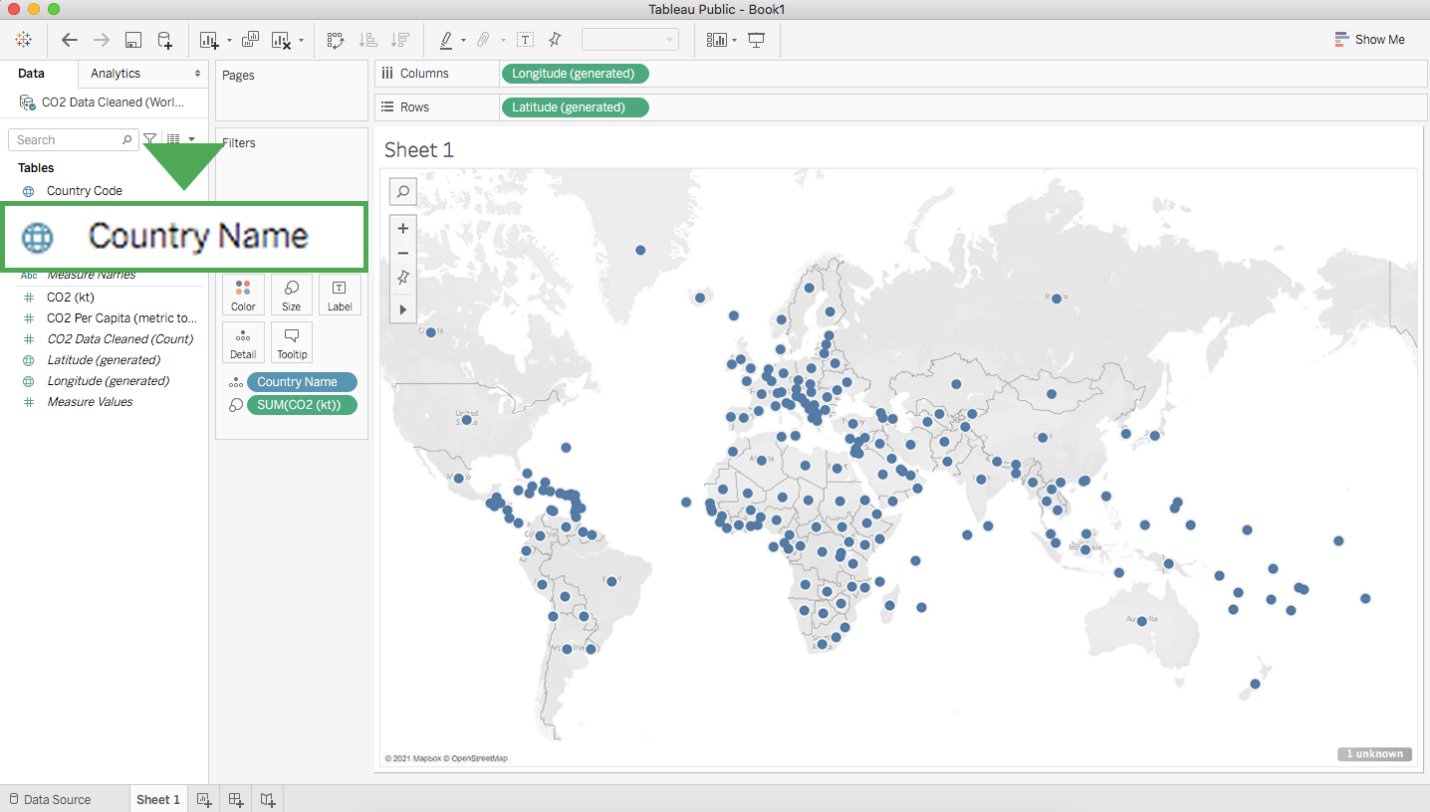 Tableau Public - Book1
Show Me
Data
Analytics
Pages
Columns
Longitude (generated)
CO2 Data Cleaned (Worl...
Rows
Latitude (generated)
Search
Filters
Sheet 1
Tables
Country Code
Country Name
Abc
Measure Names
CO2 (kt)
Color
Size
Label
CO2 Per Capita (metric to...
CO2 Data Cleaned (Count)
Detail
Tooltip
Latitude (generated)
Longitude (generated)
Country Name
Measure Values
SUM(CO2 (kt))
United
© 2021 Mapbox © OpenStreetMap
1 unknown
Data Source
Sheet 1